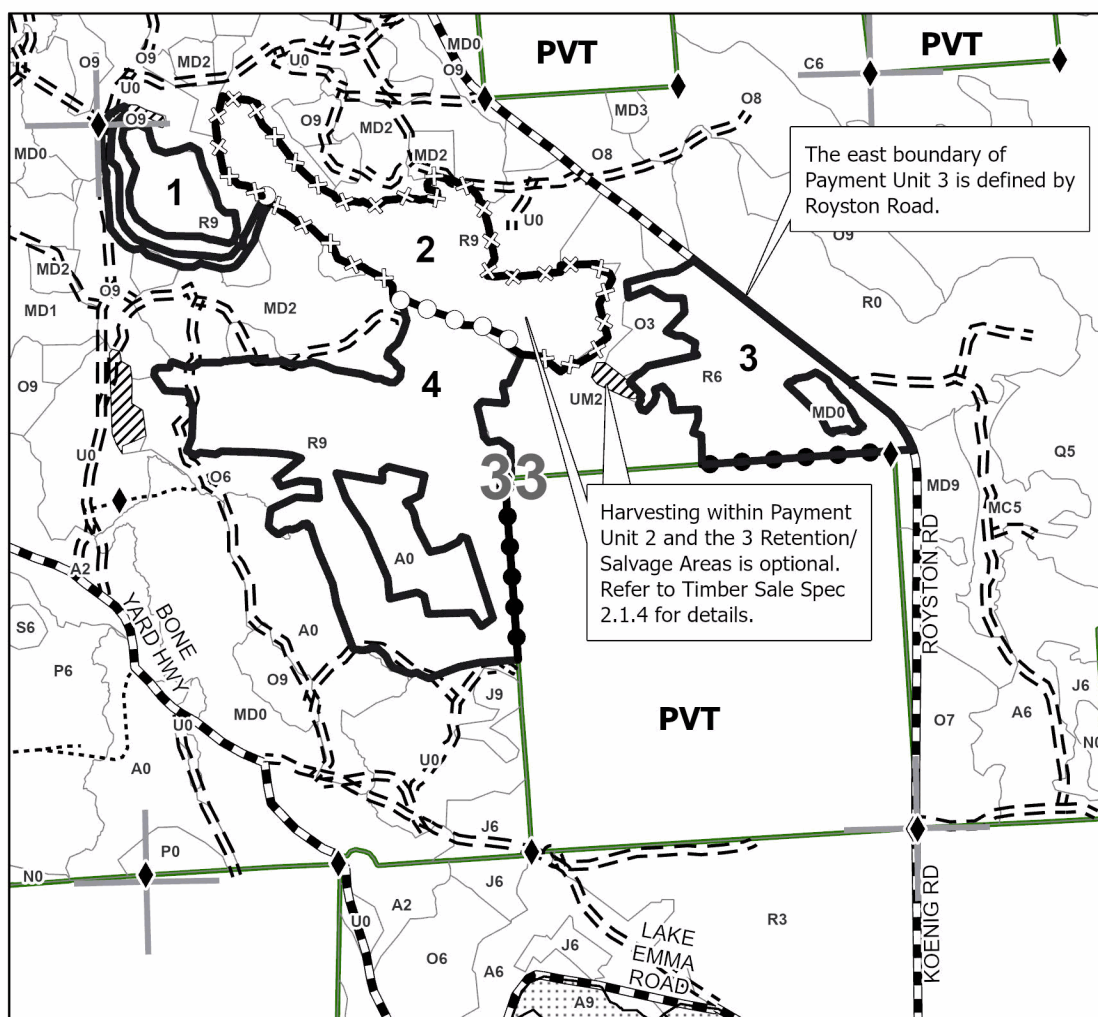 PVT
PVT
MD0
O9
O9
O9
MD2
U0
U0
C6
O8
MD3
O9
O9
MD2
MD0
MD2
O8
The east boundary of
Payment Unit 3 is defined by
Royston Road.
1
R9
2
R9
U0
O9
MD2
O9
MD1
MD2
R0
O3
3
R6
O9
4
UM2
MD0
R9
33
Q5
U0
O6
MD9
MC5
Harvesting within Payment
Unit 2 and the 3 Retention/
Salvage Areas is optional.
Refer to Timber Sale Spec
2.1.4 for details.
A0
A2
BONE
YARD HWY
ROYSTON RD
S6
A0
P6
O9
J9
J6
MD0
PVT
O7
A6
U0
N0
A0
U0
J6
P0
N0
J6
A2
U0
R3
LAKE
EMMA
ROAD
KOENIG RD
J6
O6
A6
A9